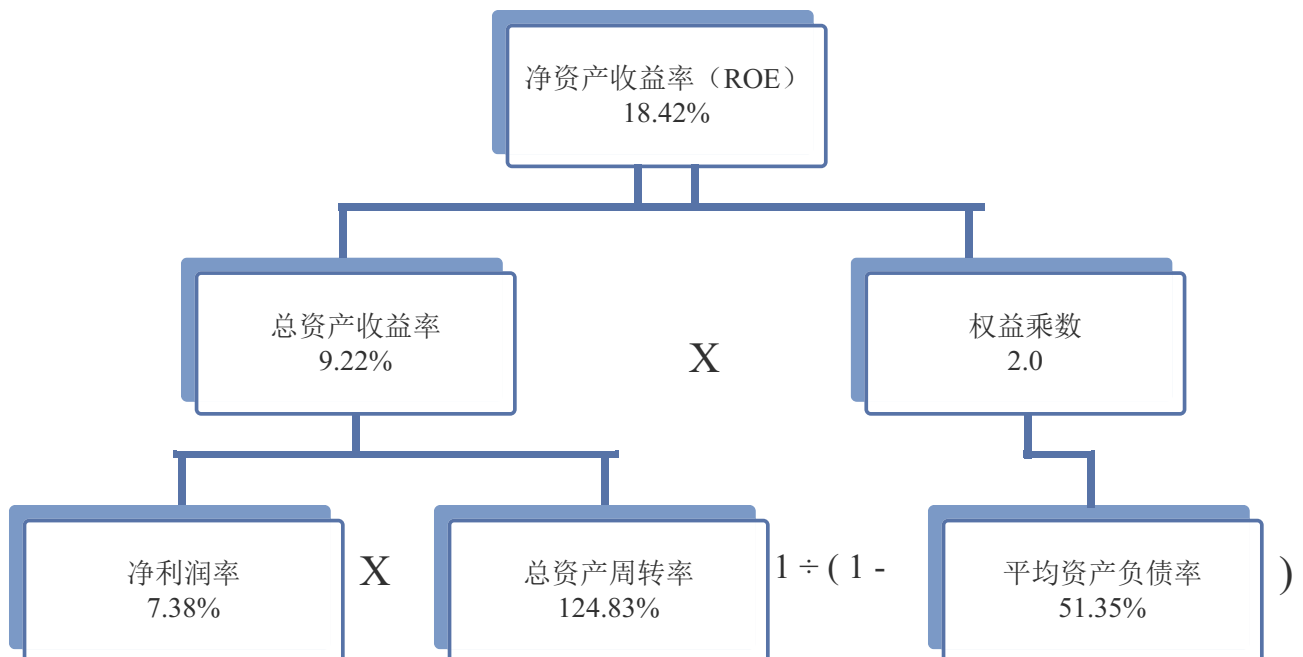 净资产收益率（ROE）
18.42%
总资产收益率
9.22%
X
权益乘数
2.0
净利润率
7.38%
X
总资产周转率
124.83%
1 ÷ ( 1 -
平均资产负债率
51.35%
)